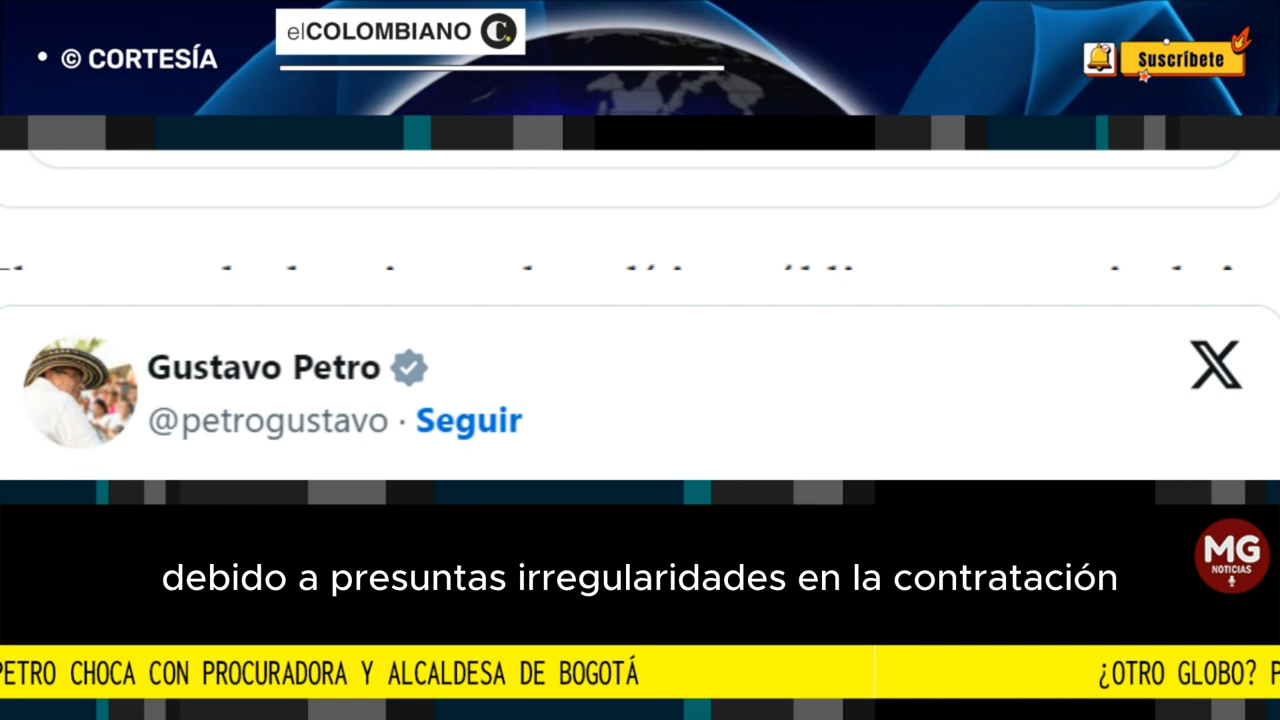 elCOLOMBIANO C.
• © CORTESÍA
Suscríbete
Gustavo Petro
@petrogustavo · Seguir
MG
NOTICIAS
debido a presuntas irregularidades en la contratación
PETRO CHOCA CON PROCURADORA Y ALCALDESA DE BOGOTÁ
¿OTRO GLOBO? P